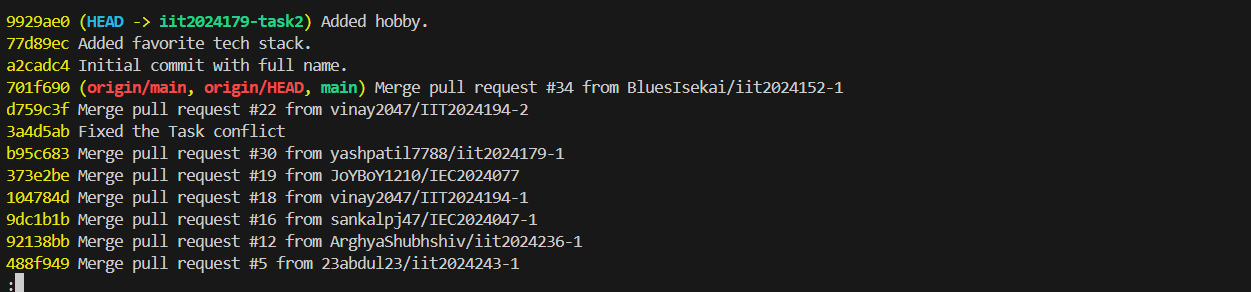 9929ae0 (HEAD -> iit2024179-task2) Added hobby.
77d89ec Added favorite tech stack.
a2cadc4 Initial commit with full name.
701f690 (origin/main, origin/HEAD, main) Merge pull request #34 from BluesIsekai/iit2024152-1
d759c3f Merge pull request #22 from vinay2047/IIT2024194-2
3a4d5ab Fixed the Task conflict
b95c683 Merge pull request #30 from yashpatil7788/iit2024179-1
373e2be Merge pull request #19 from JoYBoY1210/IEC2024077
104784d Merge pull request #18 from vinay2047/IIT2024194-1
9dc1b1b Merge pull request #16 from sankalpj47/IEC2024047-1
92138bb Merge pull request #12 from ArghyaShubhshiv/iit2024236-1
488f949 Merge pull request #5 from 23abdul23/iit2024243-1
: